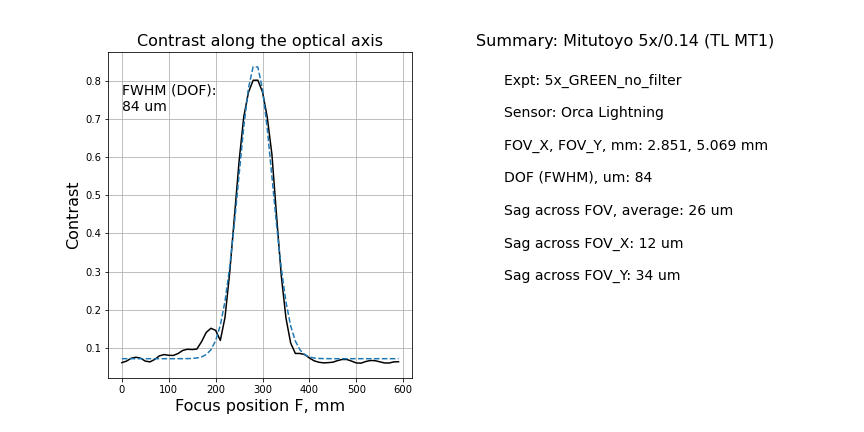 Contrast along the optical axis
FWHM (DOF):
84 um
0.8
0.7
0.6
0.5
0.4
0.3
0.2
0.1
Contrast
0 100 200 300 400 500 600
Focus position F, mm
Summary: Mitutoyo 5x/0.14 (TL MT1)
Expt: 5x_GREEN_no_filter
Sensor: Orca Lightning
FOV_X, FOV_Y, mm: 2.851, 5.069 mm
DOF (FWHM), um: 84
Sag across FOV, average: 26 um
Sag across FOV_X: 12 um
Sag across FOV_Y: 34 um